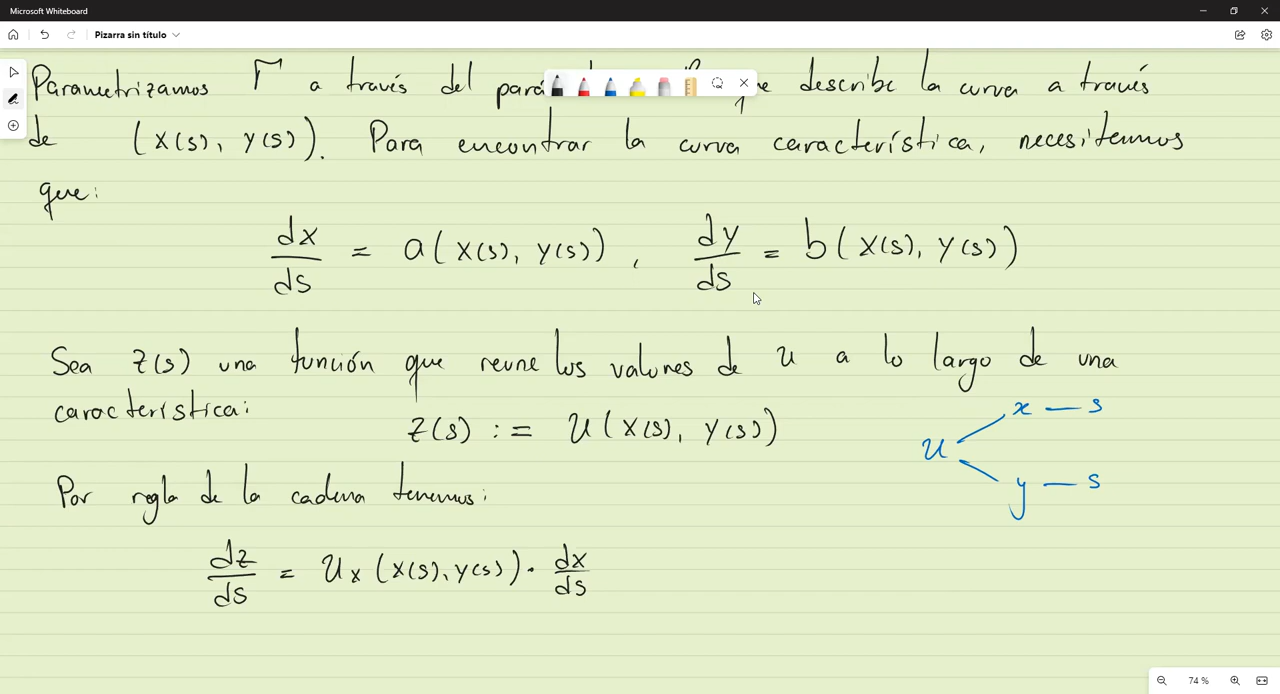 Microsoft Whiteboard
Pizarra sin título
Parametrizamos Γ a través del describe la curva a través
de (x(s), y(s)). Para encontrar la curva característica, necesitamos
que:
dx/ds = a(x(s), y(s)), dy/ds = b(x(s), y(s))
Sea z(s) una función que reune los valores de u a lo largo de una
característica:
z(s) := u(x(s), y(s))
u x — s
y — s
Por regla de la cadena tenemos:
dz/ds = u_x(x(s), y(s)) · dx/ds
74 %